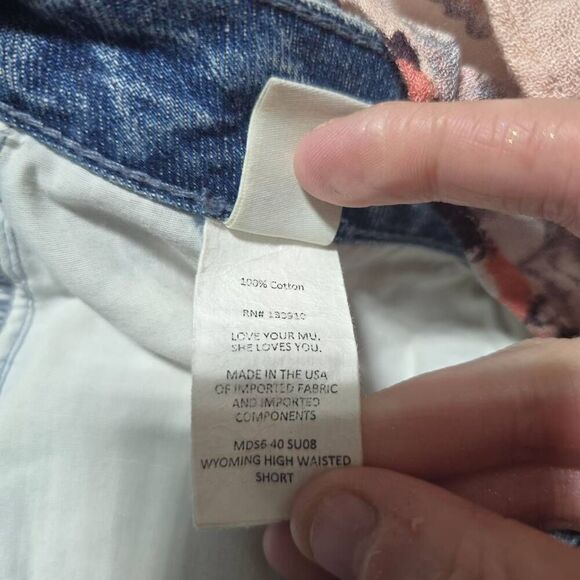 100% Cotton
RN# 133910
LOVE YOUR MU.
SHE LOVES YOU.
MADE IN THE USA
OF IMPORTED FABRIC
AND IMPORTED
COMPONENTS
MDS6 40 SU08
WYOMING HIGH WAISTED
SHORT